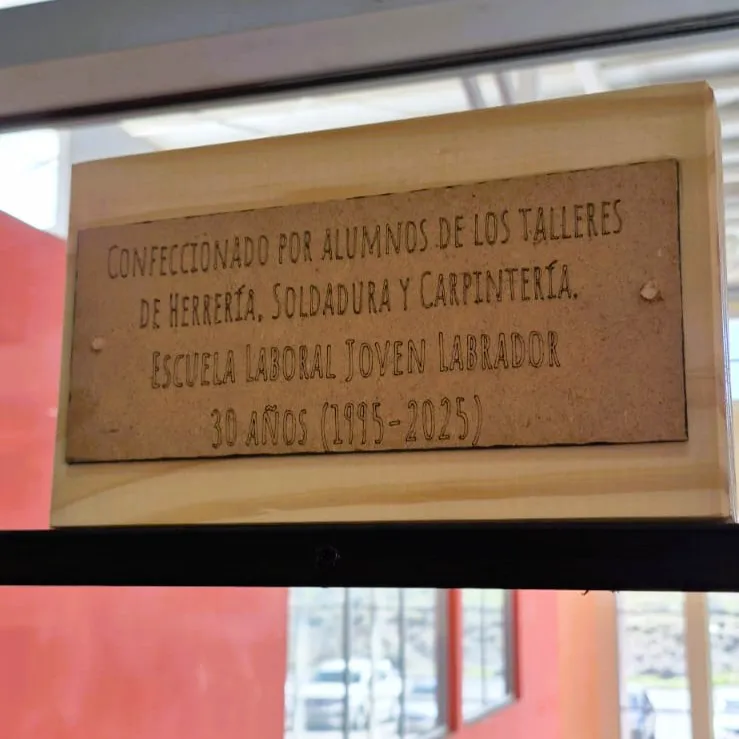 CONFECCIONADO POR ALUMNOS DE LOS TALLERES
DE HERRERÍA, SOLDADURA Y CARPINTERÍA.
ESCUELA LABORAL JOVEN LABRADOR
30 AÑOS (1995-2025)